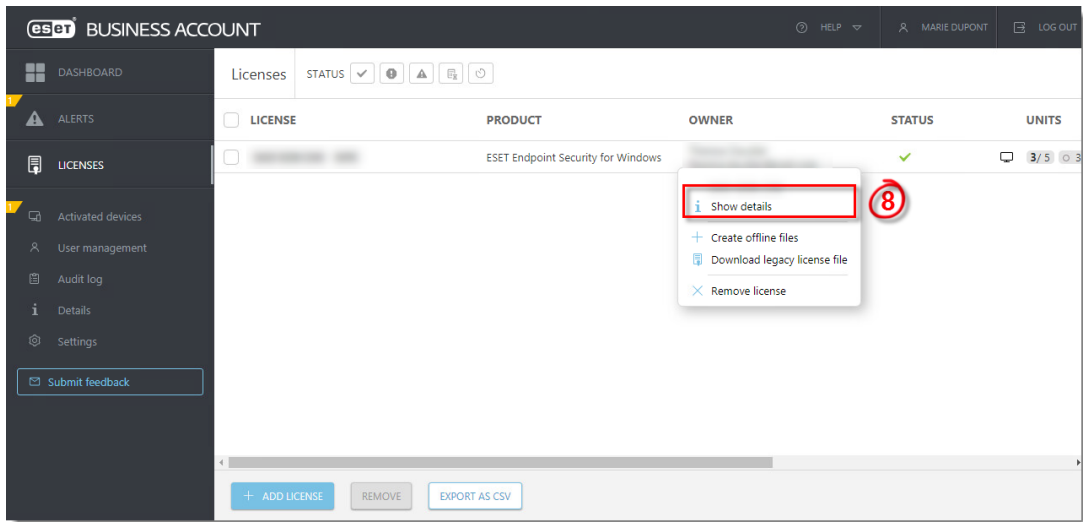 eset BUSINESS ACCOUNT
HELP
MARIE DUPONT
LOG OUT
DASHBOARD
1
ALERTS
LICENSES
1
Activated devices
User management
Audit log
Details
Settings
Submit feedback
Licenses STATUS
LICENSE PRODUCT OWNER STATUS UNITS
ESET Endpoint Security for Windows 3/5 3
Show details
8
Create offline files
Download legacy license file
Remove license
+ ADD LICENSE REMOVE EXPORT AS CSV